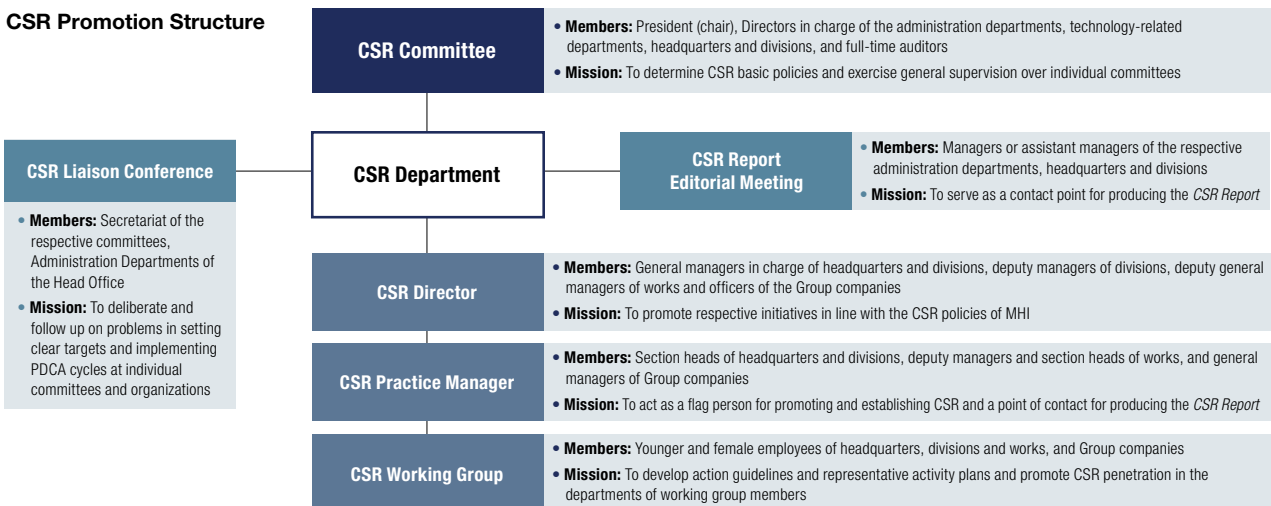 CSR Promotion Structure
CSR Committee
• Members: President (chair), Directors in charge of the administration departments, technology-related
departments, headquarters and divisions, and full-time auditors
• Mission: To determine CSR basic policies and exercise general supervision over individual committees
CSR Liaison Conference
• Members: Secretariat of the
respective committees,
Administration Departments of
the Head Office
• Mission: To deliberate and
follow up on problems in setting
clear targets and implementing
PDCA cycles at individual
committees and organizations
CSR Department
CSR Report
Editorial Meeting
• Members: Managers or assistant managers of the respective
administration departments, headquarters and divisions
• Mission: To serve as a contact point for producing the CSR Report
CSR Director
• Members: General managers in charge of headquarters and divisions, deputy managers of divisions, deputy general
managers of works and officers of the Group companies
• Mission: To promote respective initiatives in line with the CSR policies of MHI
CSR Practice Manager
• Members: Section heads of headquarters and divisions, deputy managers and section heads of works, and general
managers of Group companies
• Mission: To act as a flag person for promoting and establishing CSR and a point of contact for producing the CSR Report
CSR Working Group
• Members: Younger and female employees of headquarters, divisions and works, and Group companies
• Mission: To develop action guidelines and representative activity plans and promote CSR penetration in the
departments of working group members